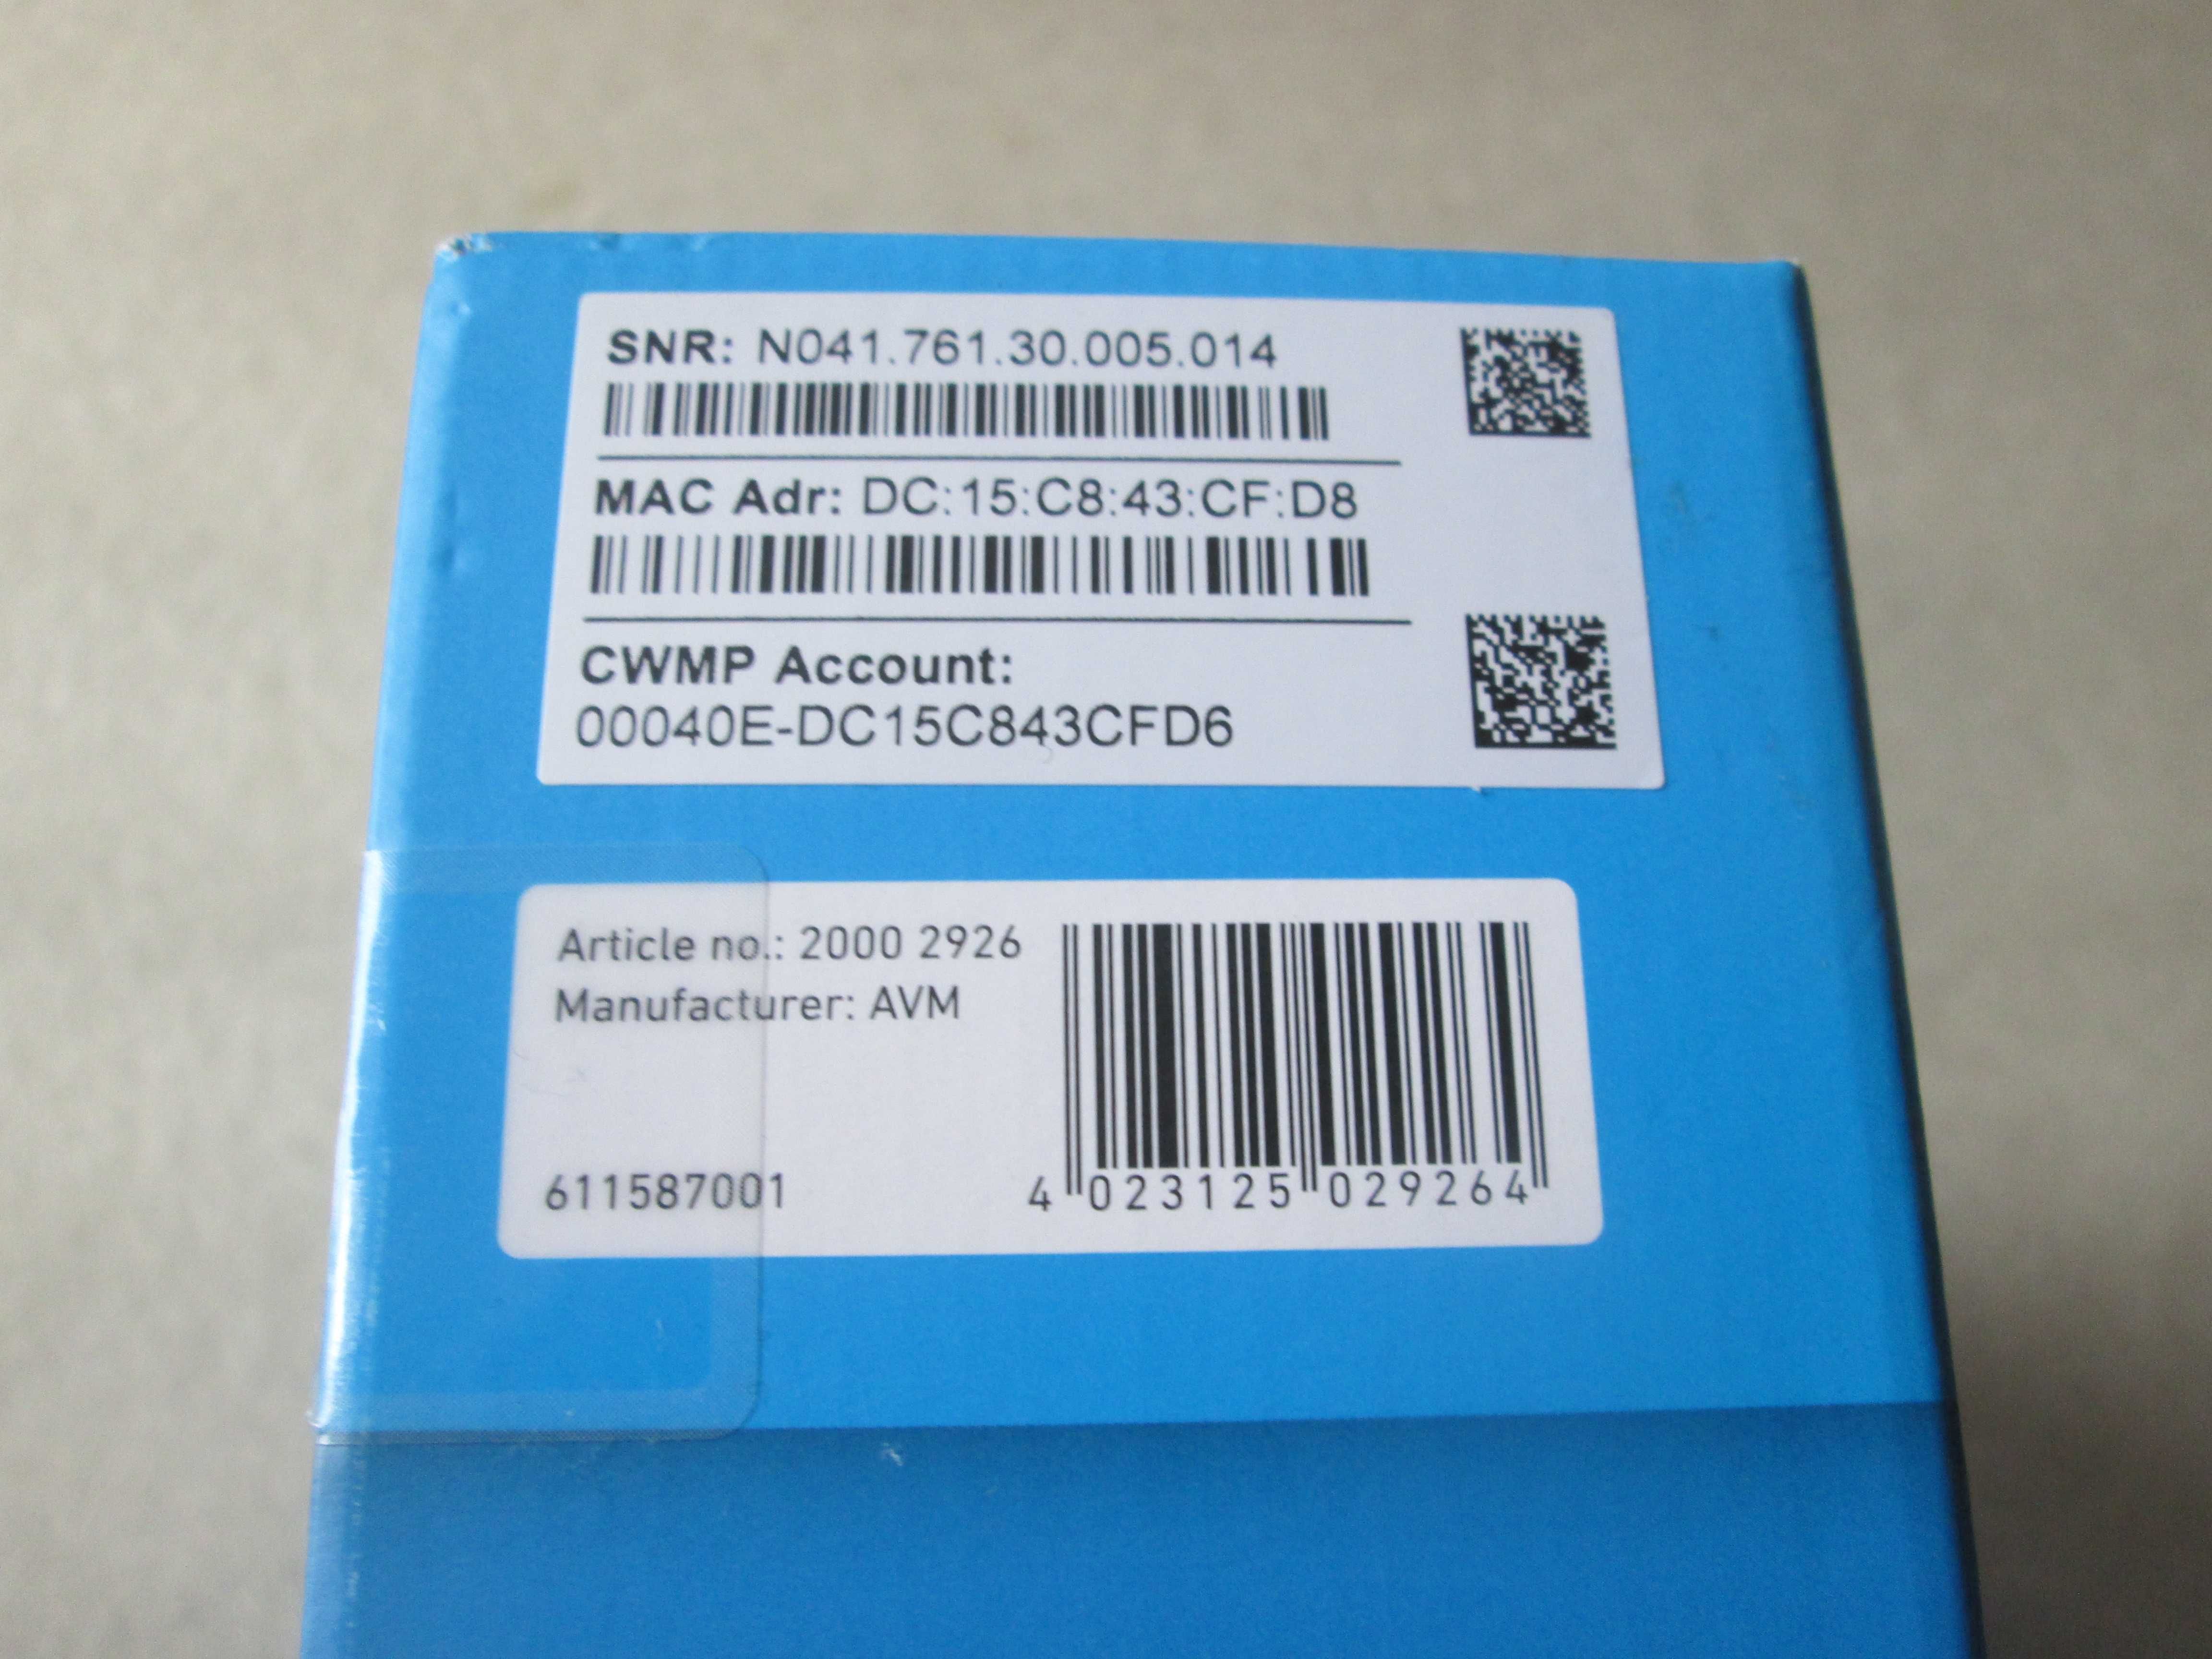 SNR: N041.761.30.005.014
MAC Adr: DC:15:C8:43:CF:D8
CWMP Account:
00040E-DC15C843CFD6
Article no.: 2000 2926
Manufacturer: AVM
611587001
4 023125 029264